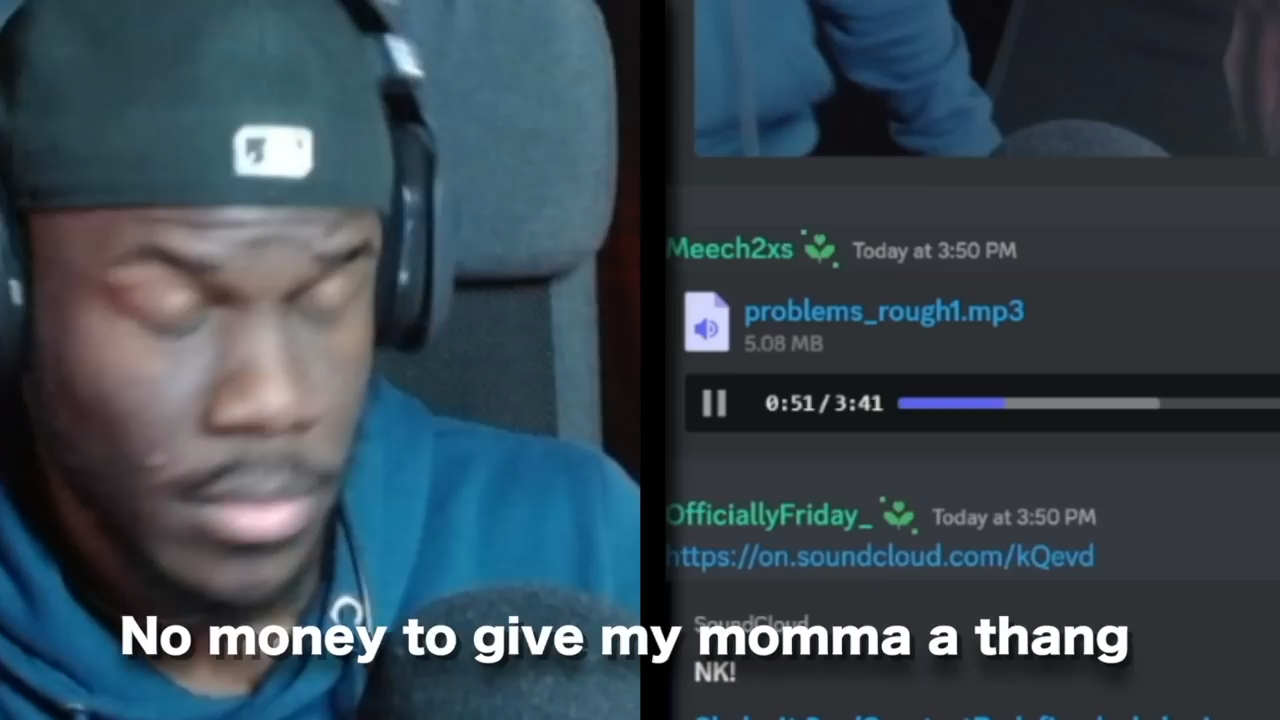 Meech2xs Today at 3:50 PM
problems_rough1.mp3
5.08 MB
0:51/3:41
OfficiallyFriday_ Today at 3:50 PM
https://on.soundcloud.com/kQevd
SoundCloud
No money to give my momma a thang
NK!